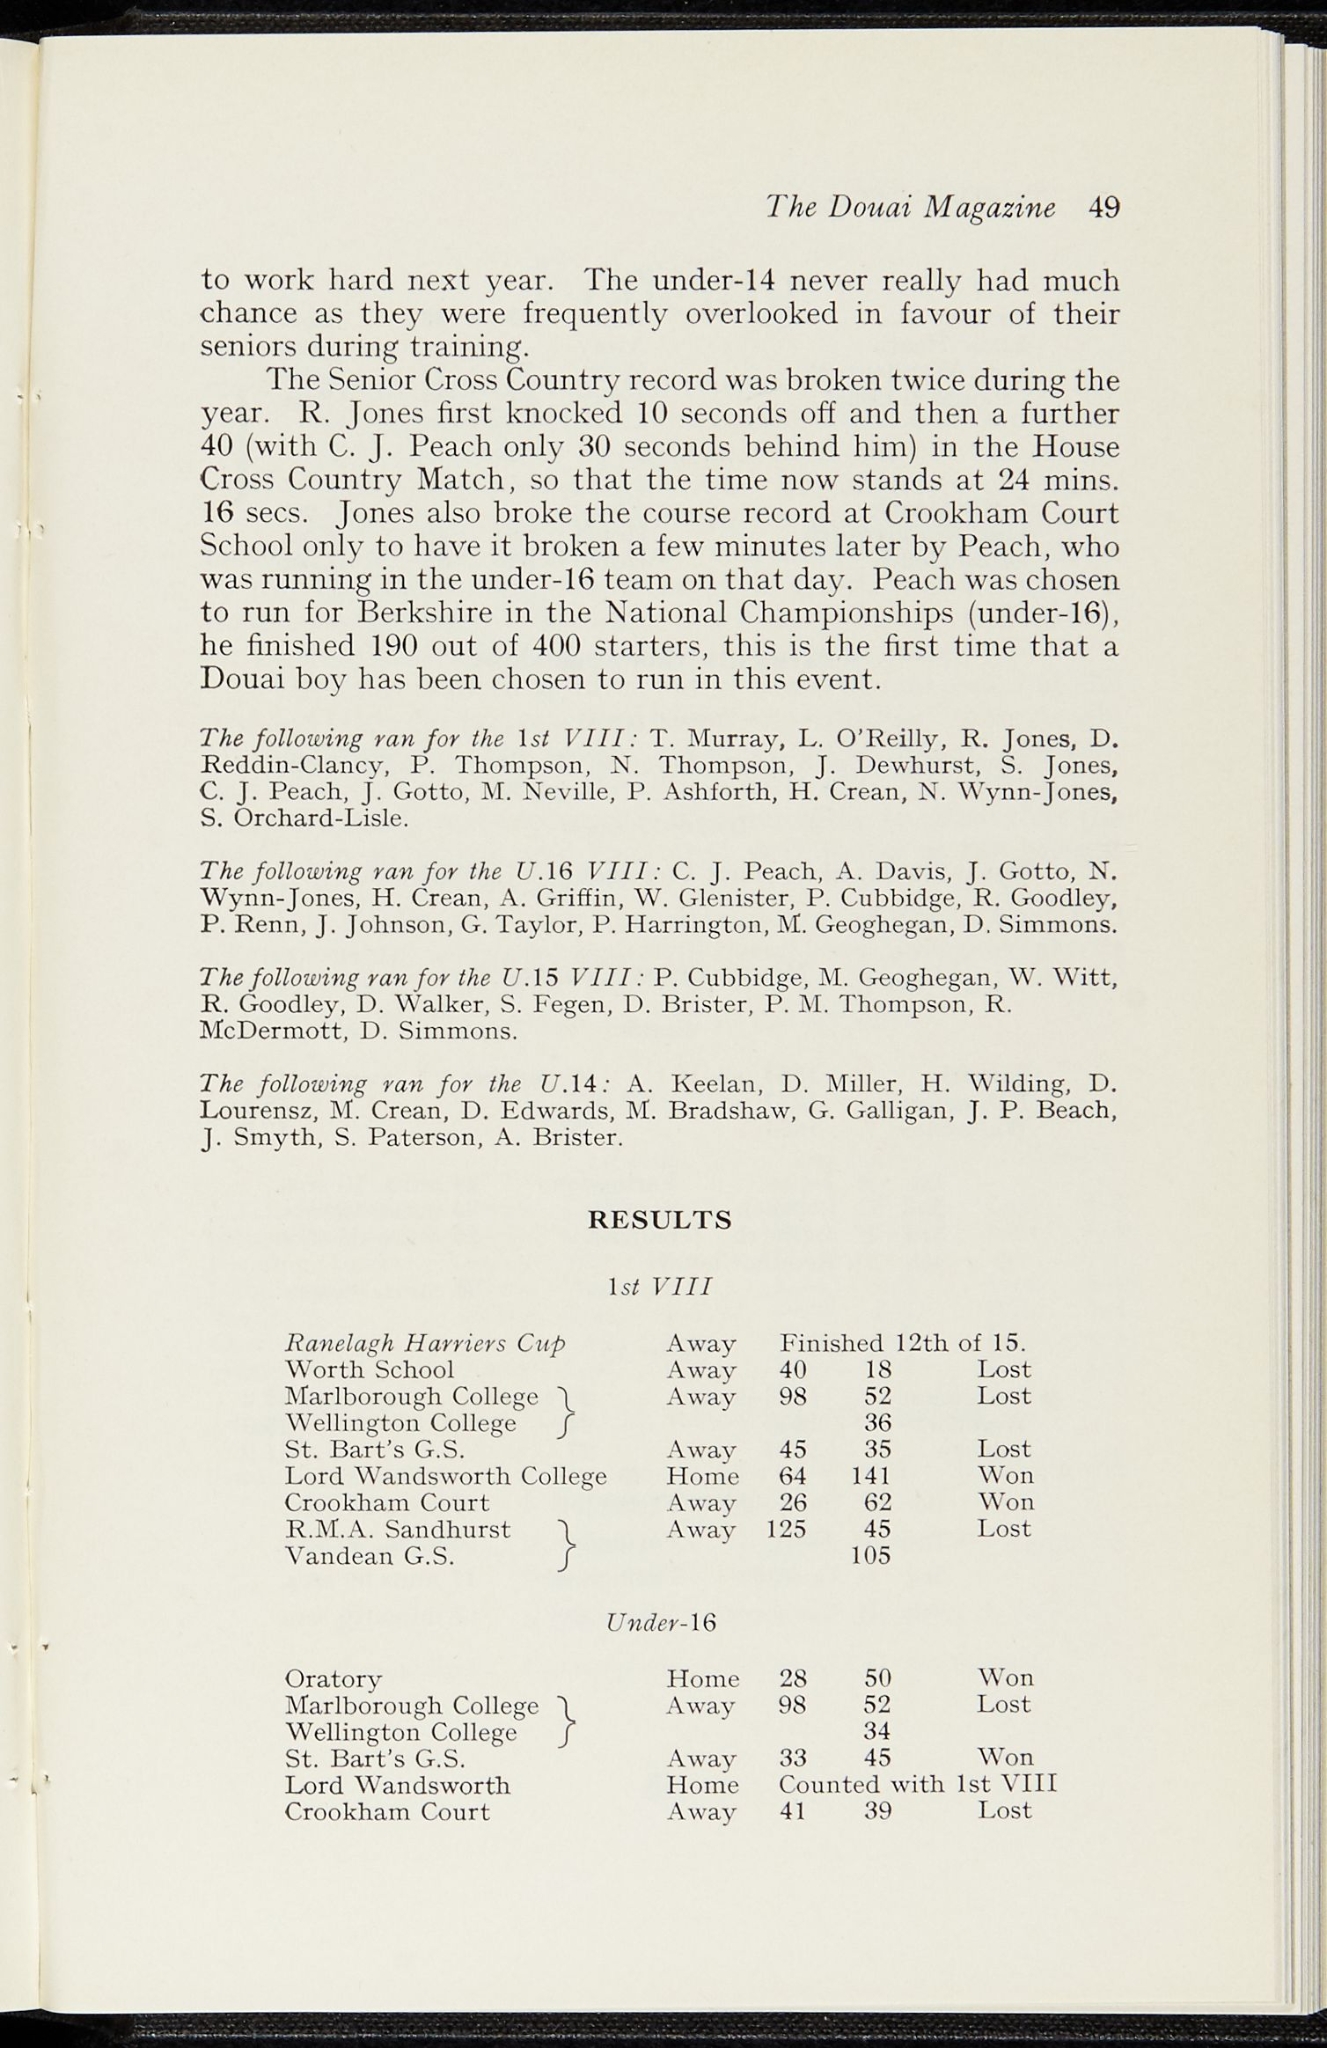 The Douai Magazine 49
to work hard next year. The under-14 never really had much
chance as they were frequently overlooked in favour of their
seniors during training.
The Senior Cross Country record was broken twice during the
year. R. Jones first knocked 10 seconds off and then a further
40 (with C. J. Peach only 30 seconds behind him) in the House
Cross Country Match, so that the time now stands at 24 mins.
16 secs. Jones also broke the course record at Crookham Court
School only to have it broken a few minutes later by Peach, who
was running in the under-16 team on that day. Peach was chosen
to run for Berkshire in the National Championships (under-16),
he finished 190 out of 400 starters, this is the first time that a
Douai boy has been chosen to run in this event.
The following ran for the 1st VIII: T. Murray, L. O'Reilly, R. Jones, D.
Reddin-Clancy, P. Thompson, N. Thompson, J. Dewhurst, S. Jones,
C. J. Peach, J. Gotto, M. Neville, P. Ashforth, H. Crean, N. Wynn-Jones,
S. Orchard-Lisle.
The following ran for the U.16 VIII: C. J. Peach, A. Davis, J. Gotto, N.
Wynn-Jones, H. Crean, A. Griffin, W. Glenister, P. Cubbidge, R. Goodley,
P. Renn, J. Johnson, G. Taylor, P. Harrington, M. Geoghegan, D. Simmons.
The following ran for the U.15 VIII: P. Cubbidge, M. Geoghegan, W. Witt,
R. Goodley, D. Walker, S. Fegen, D. Brister, P. M. Thompson, R.
McDermott, D. Simmons.
The following ran for the U.14: A. Keelan, D. Miller, H. Wilding, D.
Lourensz, M. Crean, D. Edwards, M. Bradshaw, G. Galligan, J. P. Beach,
J. Smyth, S. Paterson, A. Brister.
RESULTS
1st VIII
Ranelagh Harriers Cup Away Finished 12th of 15.
Worth School Away 40 18 Lost
Marlborough College } Away 98 52 Lost
Wellington College 36
St. Bart's G.S. Away 45 35 Lost
Lord Wandsworth College Home 64 141 Won
Crookham Court Away 26 62 Won
R.M.A. Sandhurst } Away 125 45 Lost
Vandean G.S. 105
Under-16
Oratory Home 28 50 Won
Marlborough College } Away 98 52 Lost
Wellington College 34
St. Bart's G.S. Away 33 45 Won
Lord Wandsworth Home Counted with 1st VIII
Crookham Court Away 41 39 Lost